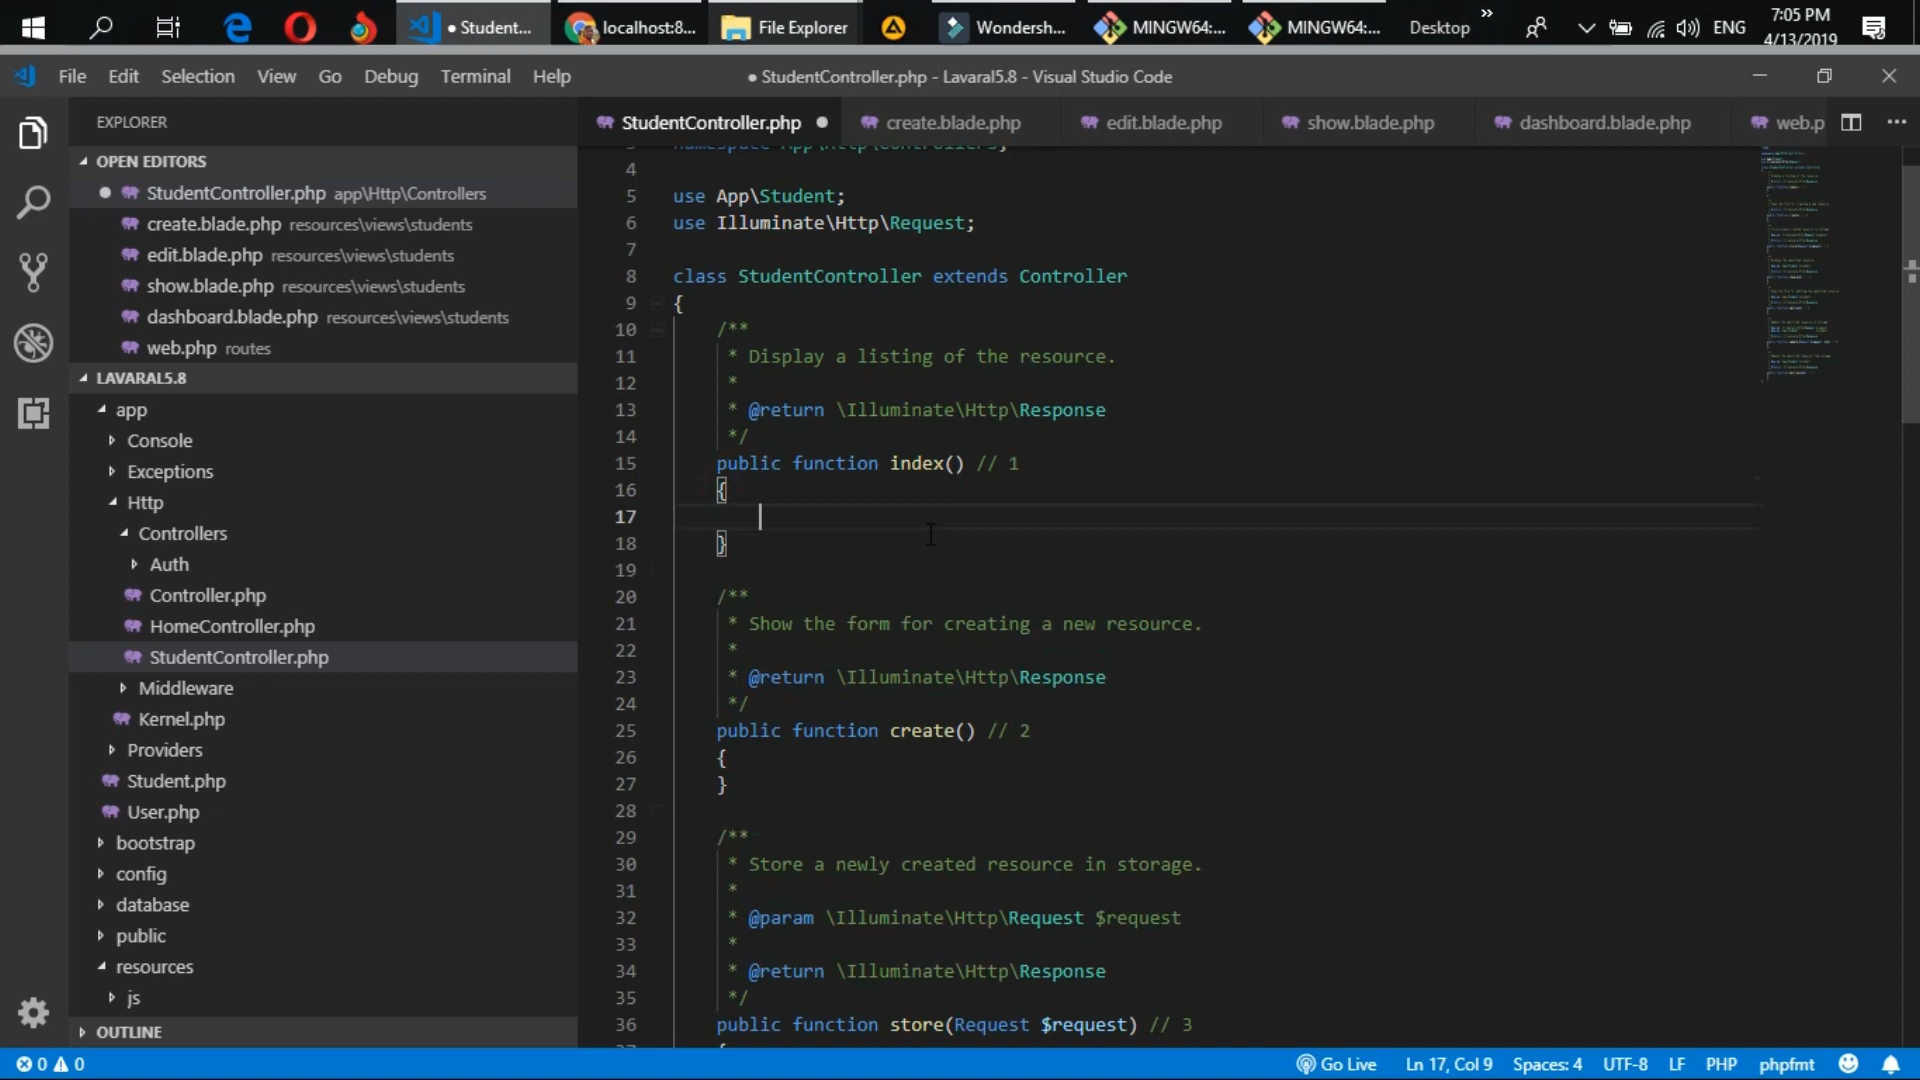 Student...
localhost:8...
File Explorer
Wondersh...
MINGW64:...
MINGW64:...
Desktop
ENG
7:05 PM
4/13/2019
File Edit Selection View Go Debug Terminal Help
● StudentController.php - Lavaral5.8 - Visual Studio Code
EXPLORER
OPEN EDITORS
StudentController.php app\Http\Controllers
create.blade.php resources\views\students
edit.blade.php resources\views\students
show.blade.php resources\views\students
dashboard.blade.php resources\views\students
web.php routes
LAVARAL5.8
app
Console
Exceptions
Http
Controllers
Auth
Controller.php
HomeController.php
StudentController.php
Middleware
Kernel.php
Providers
Student.php
User.php
bootstrap
config
database
public
resources
js
OUTLINE
StudentController.php create.blade.php edit.blade.php show.blade.php dashboard.blade.php web.p
3 namespace App\Http\Controllers;
4
5 use App\Student;
6 use Illuminate\Http\Request;
7
8 class StudentController extends Controller
9 {
10 /**
11 * Display a listing of the resource.
12 *
13 * @return \Illuminate\Http\Response
14 */
15 public function index() // 1
16 {
17
18 }
19
20 /**
21 * Show the form for creating a new resource.
22 *
23 * @return \Illuminate\Http\Response
24 */
25 public function create() // 2
26 {
27 }
28
29 /**
30 * Store a newly created resource in storage.
31 *
32 * @param \Illuminate\Http\Request $request
33 *
34 * @return \Illuminate\Http\Response
35 */
36 public function store(Request $request) // 3
37 {
0 0
Go Live Ln 17, Col 9 Spaces: 4 UTF-8 LF PHP phpfmt